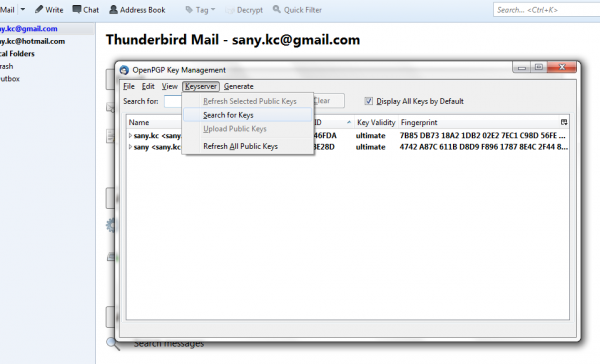 Mail Write Chat Address Book Tag Decrypt Quick Filter Search... <Ctrl+K>
ny.kc@gmail.com
ny.kc@hotmail.com
cal Folders
rash
utbox
Thunderbird Mail - sany.kc@gmail.com
OpenPGP Key Management
File Edit View Keyserver Generate
Search for: Clear Display All Keys by Default
Refresh Selected Public Keys
Search for Keys
Upload Public Keys
Refresh All Public Keys
Name ID Key Validity Fingerprint
sany.kc <sany. 46FDA ultimate 7B85 DB73 18A2 1DB2 02E2 7EC1 C98D 56FE ...
sany <sany.kc 3E28D ultimate 4742 A87C 611B D8D9 F896 1787 8E4C 2F44 8...
Search messages